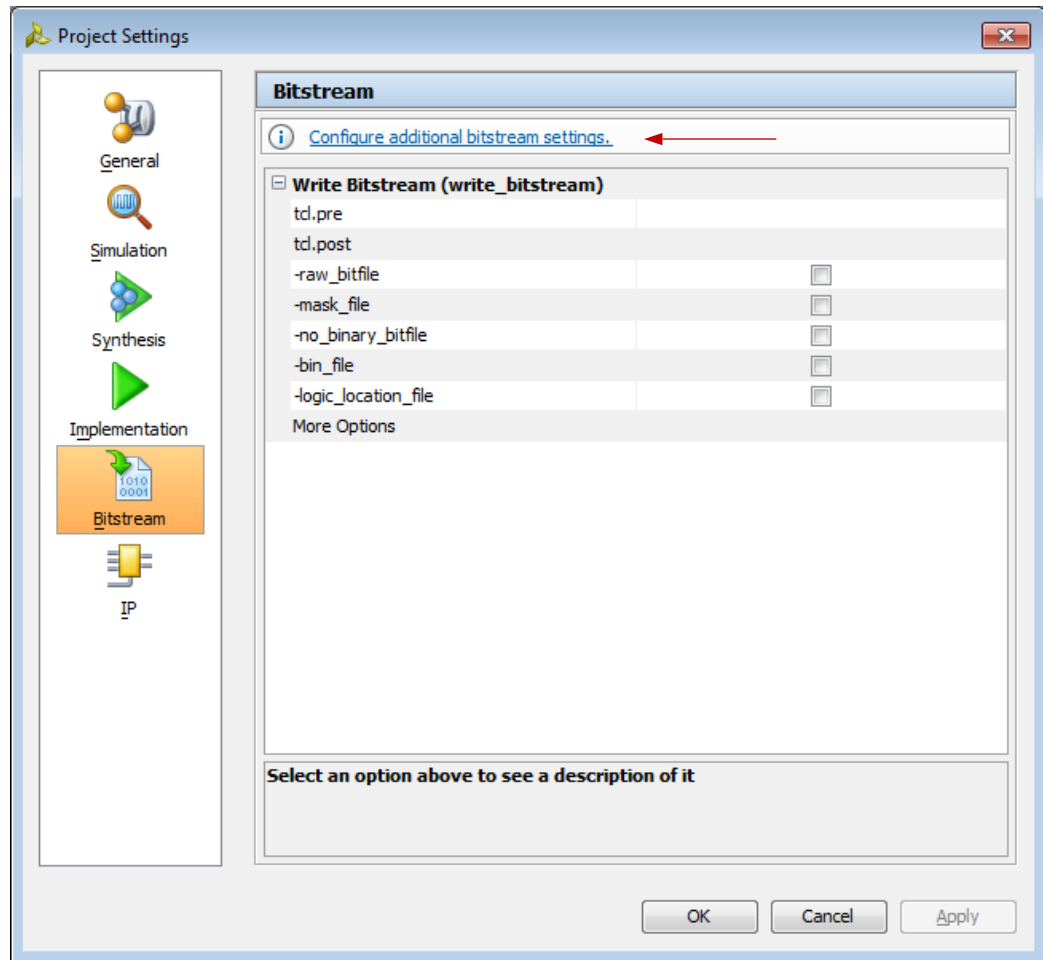 Project Settings
General
Simulation
Synthesis
Implementation
1010
0001
Bitstream
IP
Bitstream
i Configure additional bitstream settings.
Write Bitstream (write_bitstream)
tcl.pre
tcl.post
-raw_bitfile
-mask_file
-no_binary_bitfile
-bin_file
-logic_location_file
More Options
Select an option above to see a description of it
OK Cancel Apply